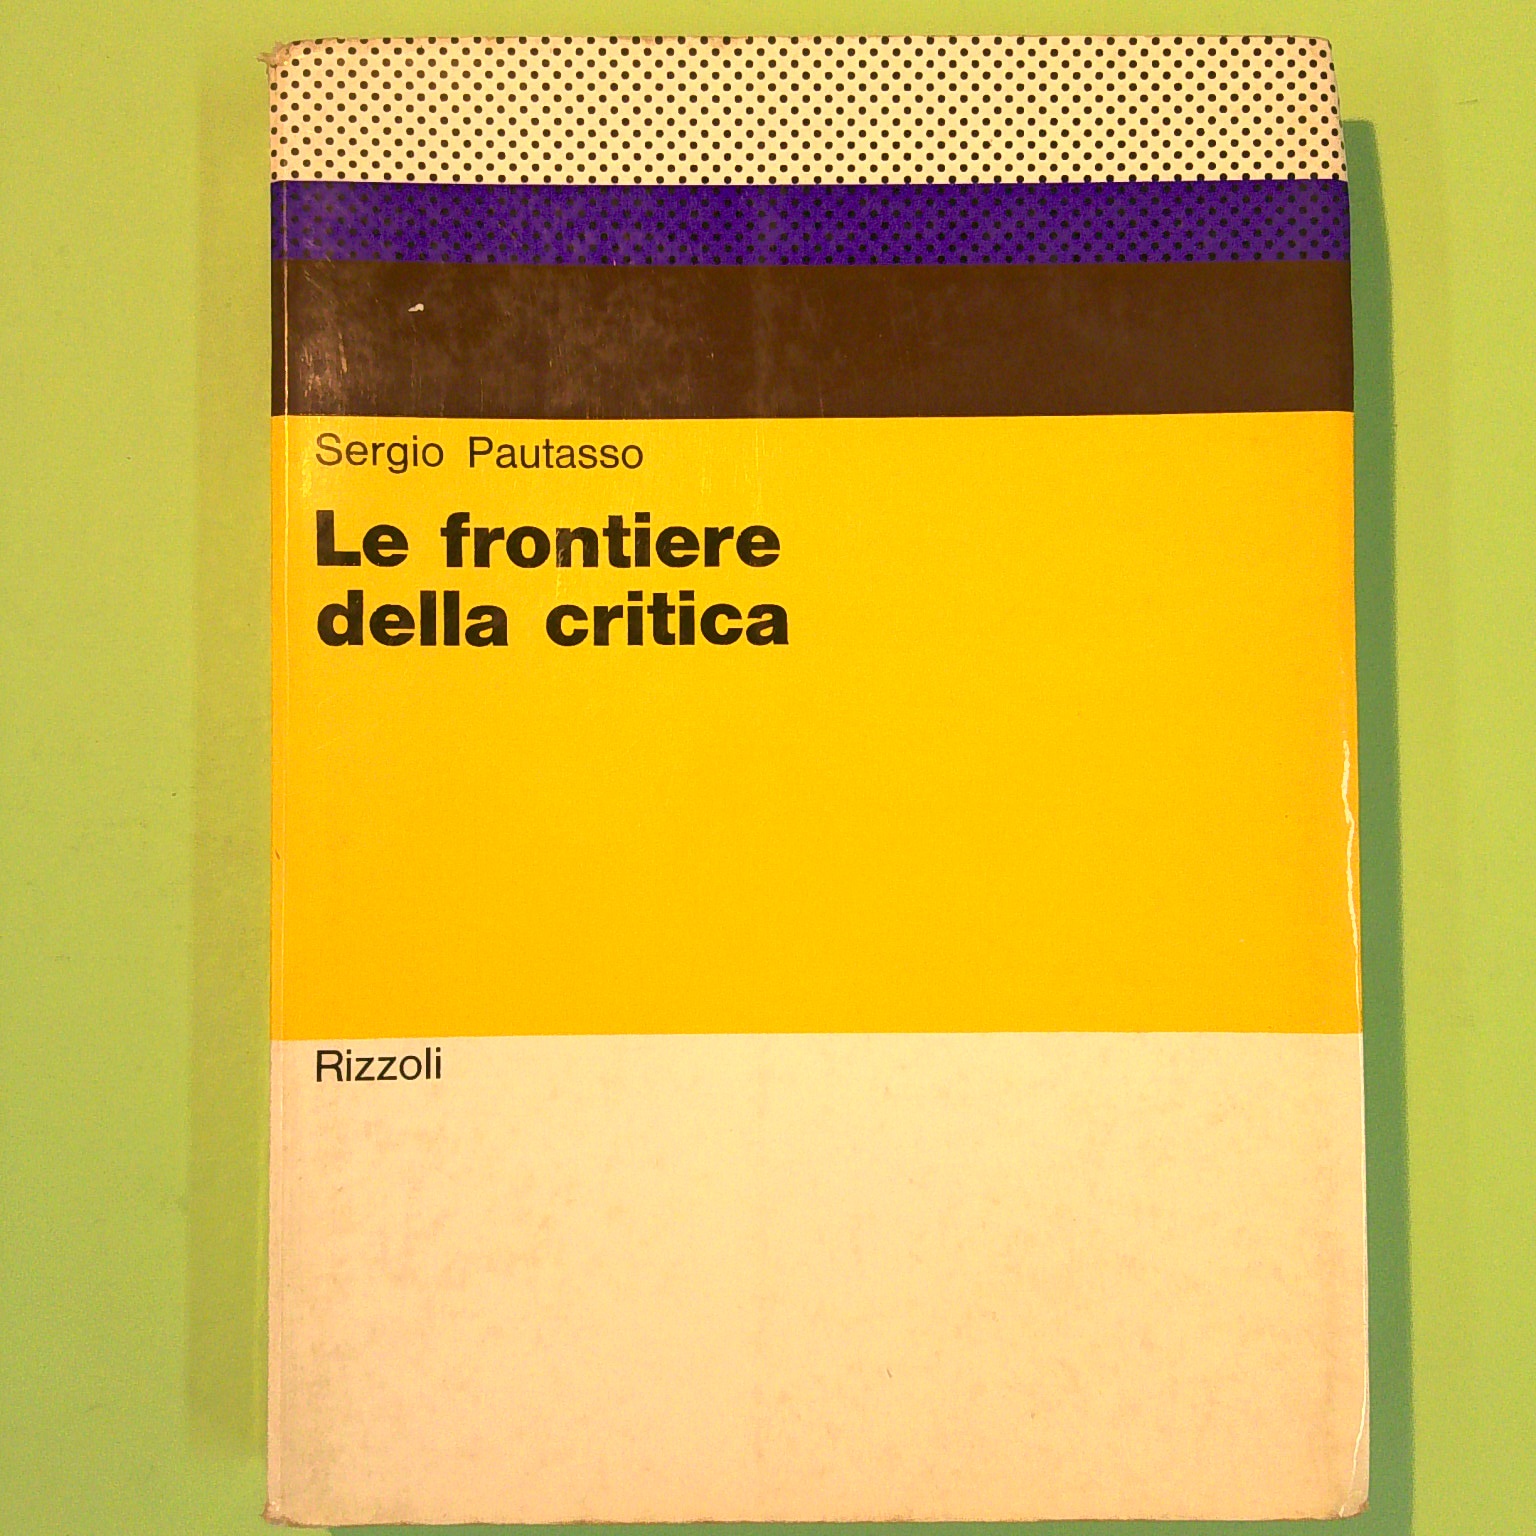 Sergio Pautasso
Le frontiere
della critica
Rizzoli